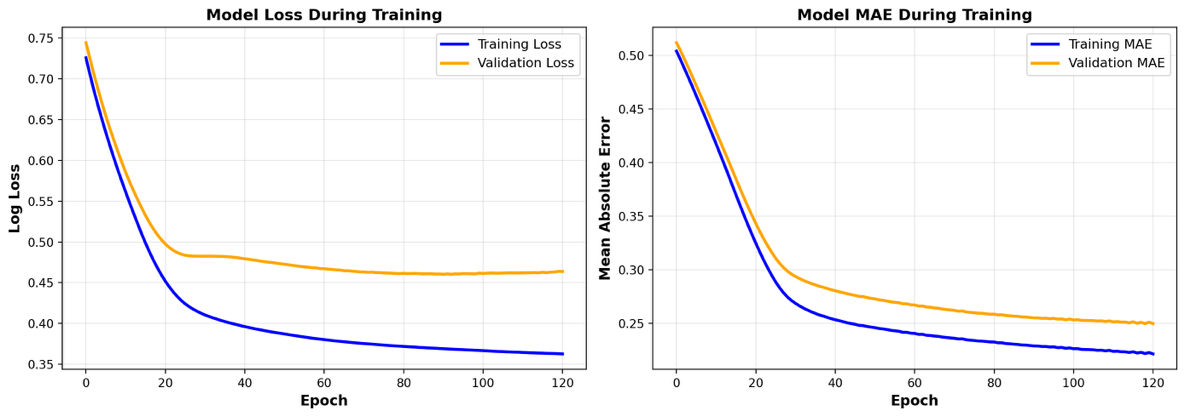 Model Loss During Training
Log Loss
0.75
0.70
0.65
0.60
0.55
0.50
0.45
0.40
0.35
Training Loss
Validation Loss
0 20 40 60 80 100 120
Epoch
Model MAE During Training
Mean Absolute Error
0.50
0.45
0.40
0.35
0.30
0.25
Training MAE
Validation MAE
0 20 40 60 80 100 120
Epoch